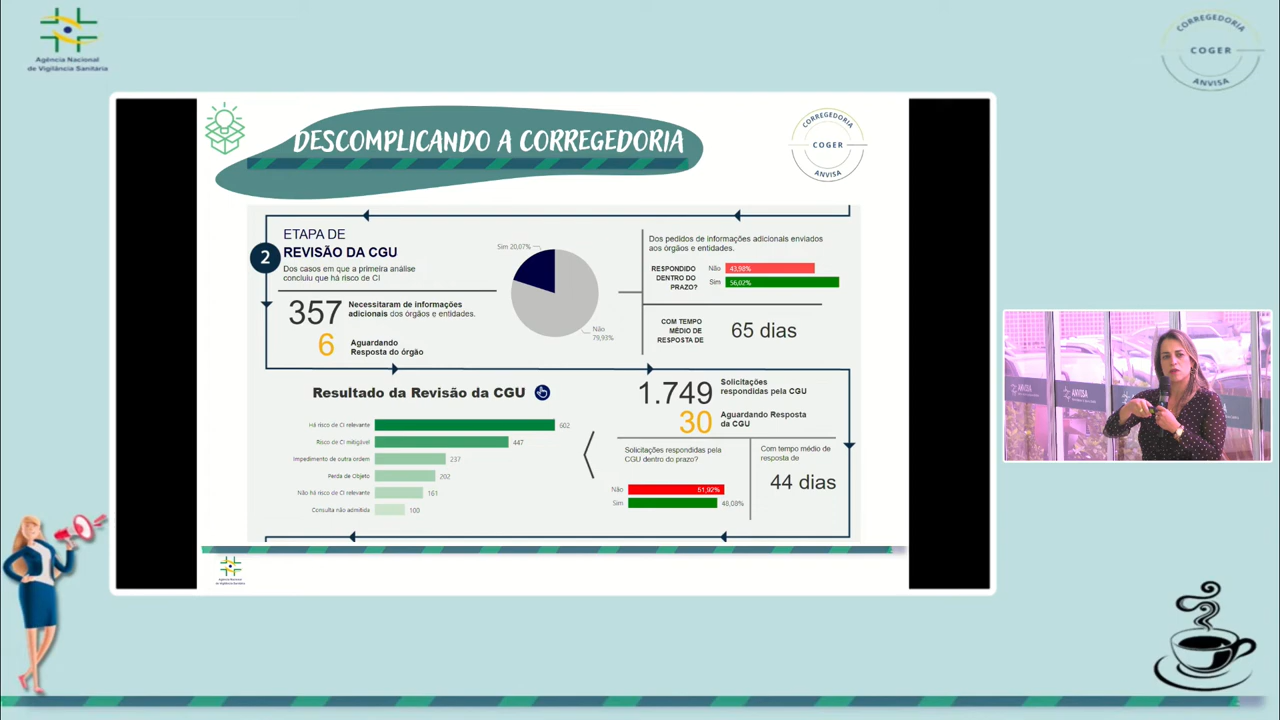 Agência Nacional
de Vigilância Sanitária
CORREGEDORIA
COGER
ANVISA
DESCOMPLICANDO A CORREGEDORIA
CORREGEDORIA
COGER
ANVISA
2
ETAPA DE
REVISÃO DA CGU
Dos casos em que a primeira análise
concluiu que há risco de CI
357
Necessitaram de informações
adicionais dos órgãos e entidades.
6
Aguardando
Resposta do órgão
Sim 20,07%
Não
79,93%
Dos pedidos de informações adicionais enviados
aos órgãos e entidades.
RESPONDIDO
DENTRO DO
PRAZO?
Não 43,98%
Sim 56,02%
COM TEMPO
MÉDIO DE
RESPOSTA DE
65 dias
Resultado da Revisão da CGU
Há risco de CI relevante 602
Risco de CI mitigável 447
Impedimento de outra ordem 237
Perda de Objeto 202
Não há risco de CI relevante 161
Consulta não admitida 100
1.749
Solicitações
respondidas pela CGU
30
Aguardando Resposta
da CGU
Solicitações respondidas pela
CGU dentro do prazo?
Não 51,92%
Sim 48,08%
Com tempo médio de
resposta de
44 dias
Agência Nacional
de Vigilância Sanitária
ANVISA
ANVISA